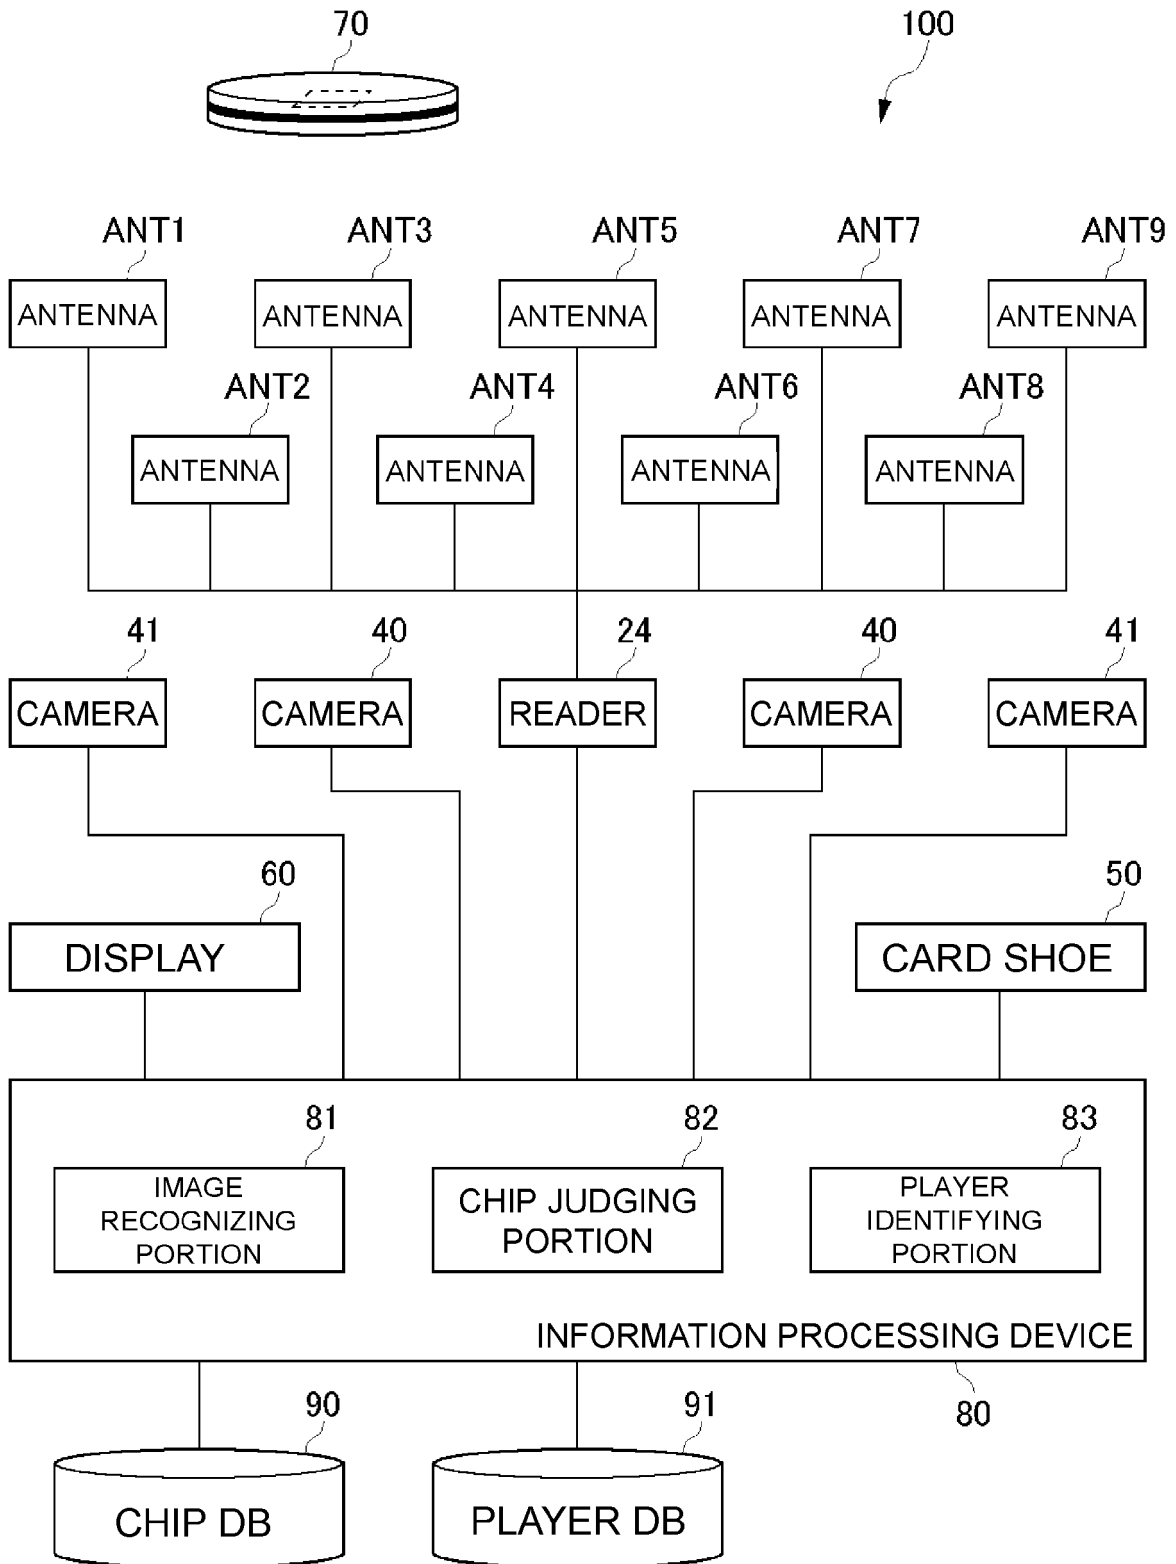 70
100
ANT1 ANT3 ANT5 ANT7 ANT9
ANTENNA ANTENNA ANTENNA ANTENNA ANTENNA
ANT2 ANT4 ANT6 ANT8
ANTENNA ANTENNA ANTENNA ANTENNA
41 40 24 40 41
CAMERA CAMERA READER CAMERA CAMERA
60 50
DISPLAY CARD SHOE
81
IMAGE
RECOGNIZING
PORTION
82
CHIP JUDGING
PORTION
83
PLAYER
IDENTIFYING
PORTION
INFORMATION PROCESSING DEVICE
80
90 91
CHIP DB PLAYER DB